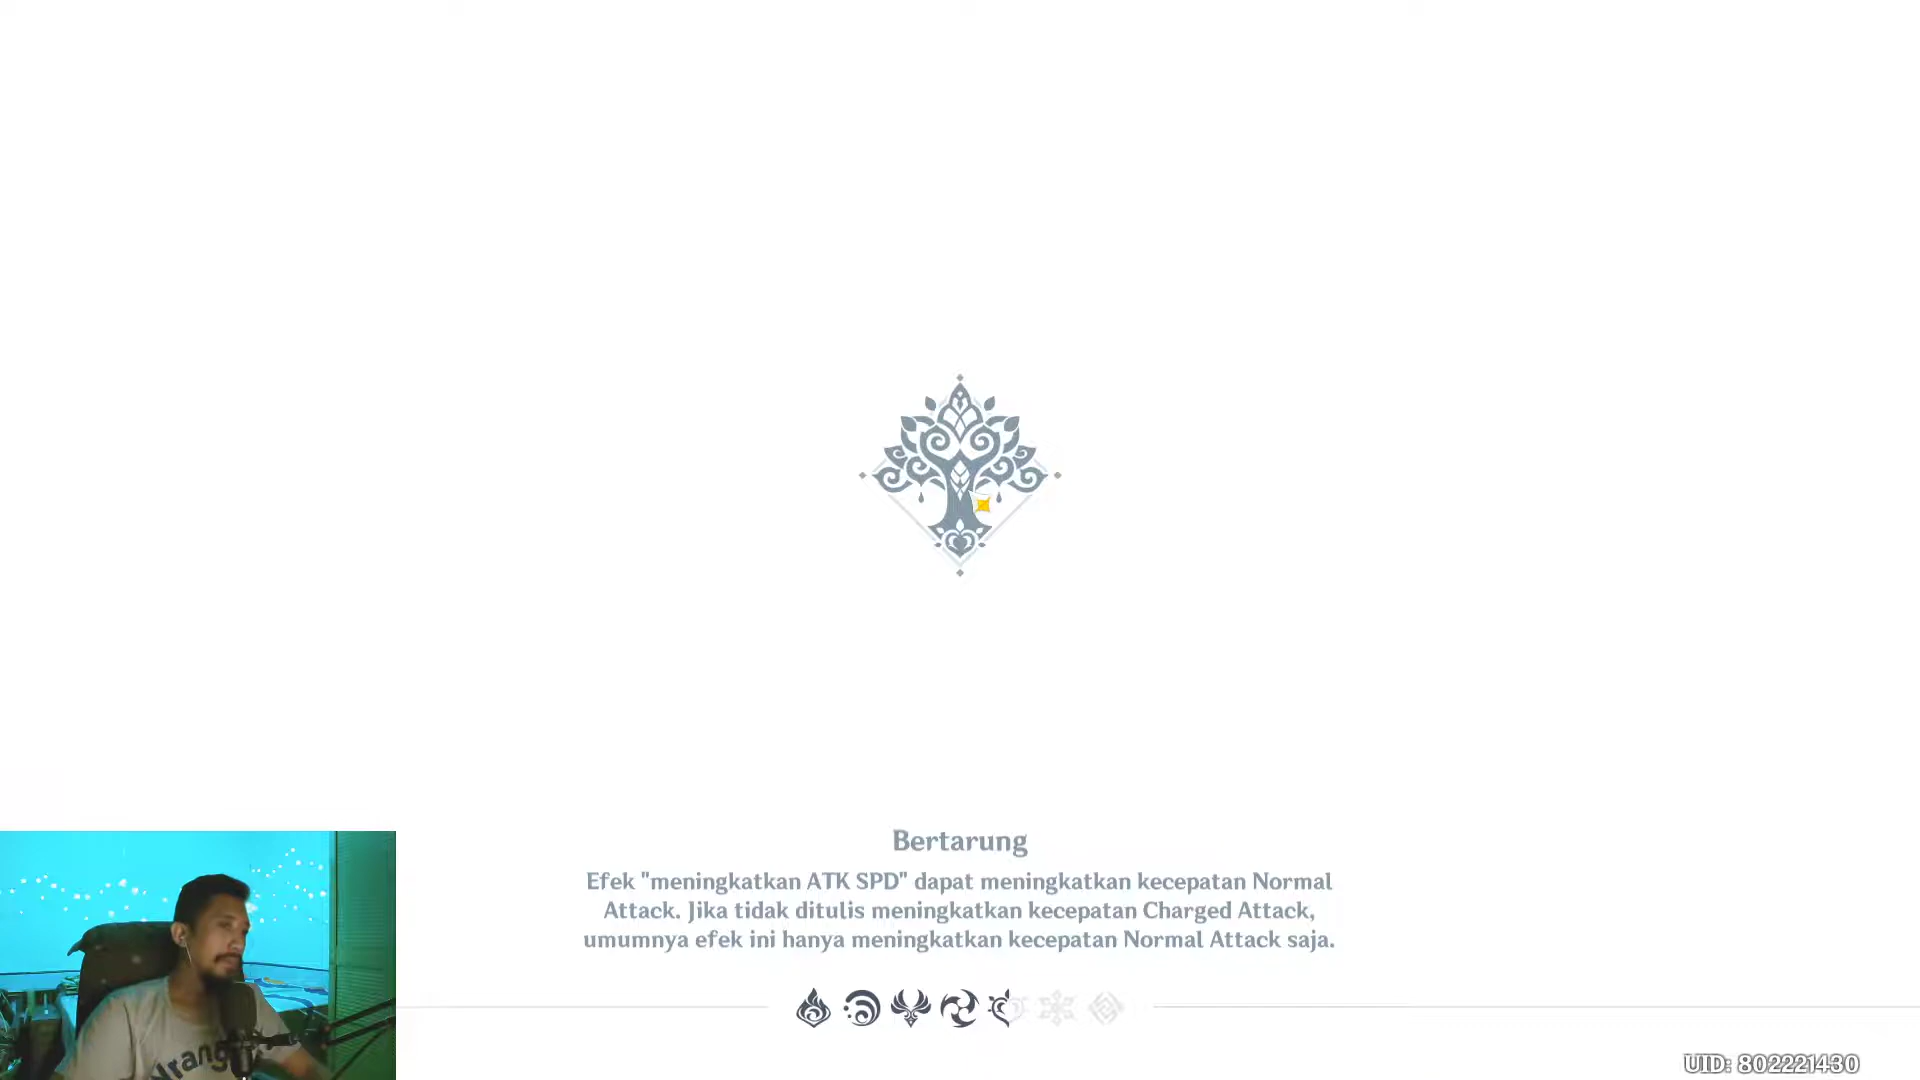 Bertarung
Efek "meningkatkan ATK SPD" dapat meningkatkan kecepatan Normal
Attack. Jika tidak ditulis meningkatkan kecepatan Charged Attack,
umumnya efek ini hanya meningkatkan kecepatan Normal Attack saja.
UID: 802221430